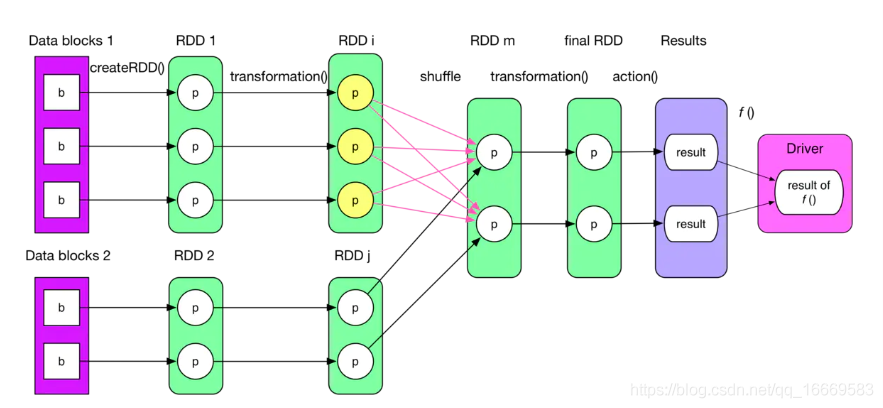 Data blocks 1
RDD 1
RDD i
RDD m
final RDD
Results
createRDD()
transformation()
shuffle
transformation()
action()
f ()
b
p
p
b
p
p
b
p
p
p
p
result
p
p
result
Driver
result of
f ()
Data blocks 2
RDD 2
RDD j
b
p
p
b
p
p
https://blog.csdn.net/qq_16669583